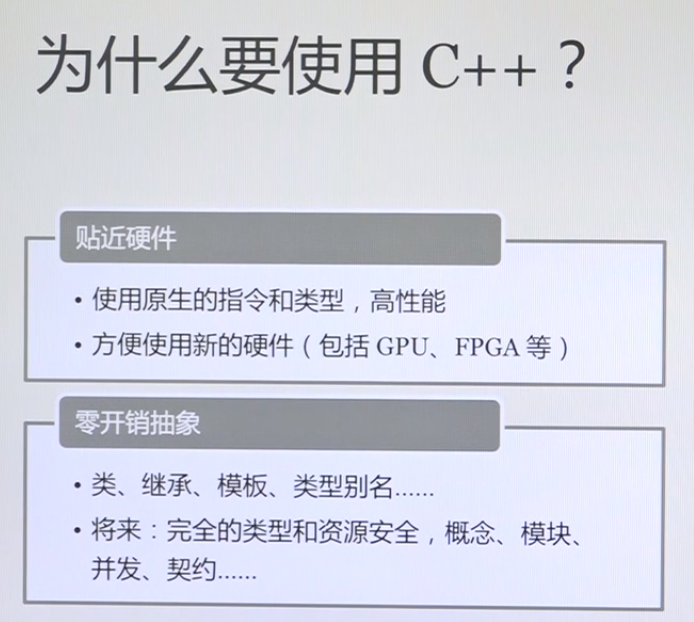 为什么要使用 C++？
贴近硬件
• 使用原生的指令和类型，高性能
• 方便使用新的硬件（包括 GPU、FPGA 等）
零开销抽象
• 类、继承、模板、类型别名……
• 将来：完全的类型和资源安全，概念、模块、
并发、契约……